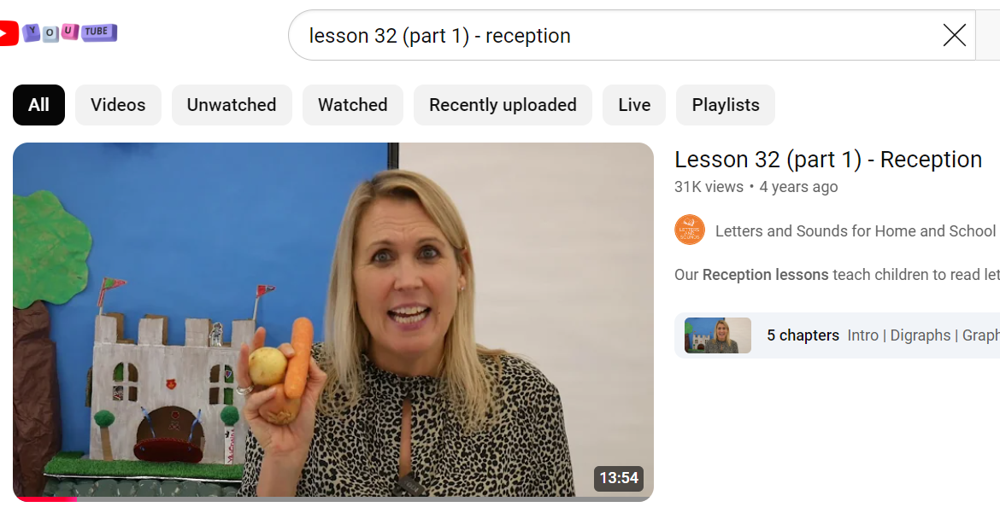 YOU TUBE
lesson 32 (part 1) - reception
All
Videos
Unwatched
Watched
Recently uploaded
Live
Playlists
13:54
Lesson 32 (part 1) - Reception
31K views • 4 years ago
LETTERS AND SOUNDS
Letters and Sounds for Home and School
Our Reception lessons teach children to read let
5 chapters Intro | Digraphs | Graph